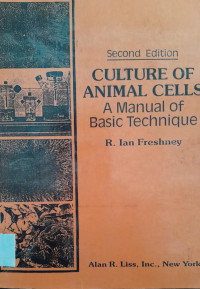 Second Edition
CULTURE OF
ANIMAL CELLS
A Manual of
Basic Technique
R. Ian Freshney
Alan R. Liss, Inc., New York